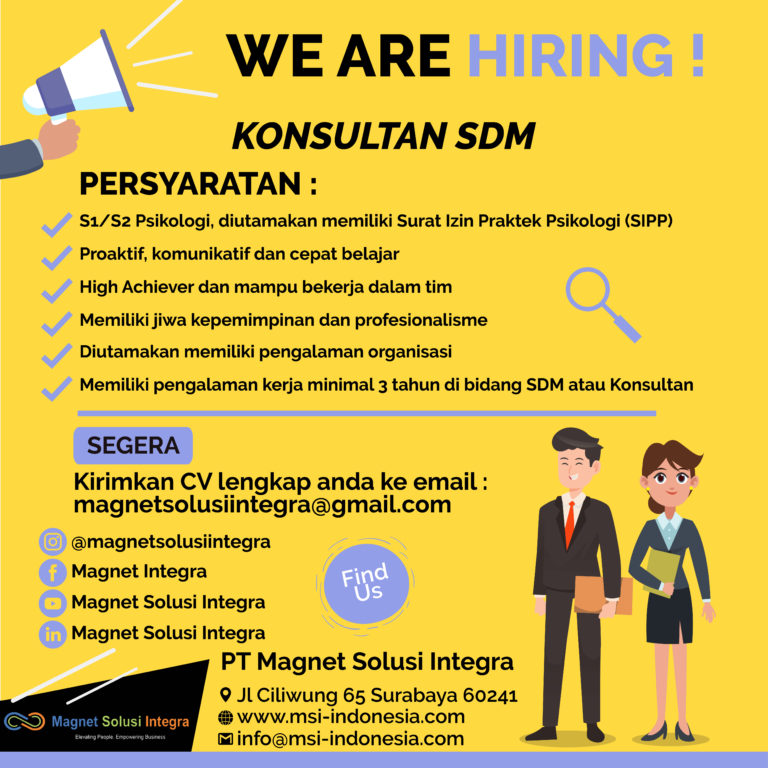 WE ARE HIRING !
KONSULTAN SDM
PERSYARATAN :
S1/S2 Psikologi, diutamakan memiliki Surat Izin Praktek Psikologi (SIPP)
Proaktif, komunikatif dan cepat belajar
High Achiever dan mampu bekerja dalam tim
Memiliki jiwa kepemimpinan dan profesionalisme
Diutamakan memiliki pengalaman organisasi
Memiliki pengalaman kerja minimal 3 tahun di bidang SDM atau Konsultan
SEGERA
Kirimkan CV lengkap anda ke email :
magnetsolusiintegra@gmail.com
@magnetsolusiintegra
Magnet Integra
Magnet Solusi Integra
Magnet Solusi Integra
Find
Us
PT Magnet Solusi Integra
Jl Ciliwung 65 Surabaya 60241
www.msi-indonesia.com
info@msi-indonesia.com
Magnet Solusi Integra
Elevating People. Empowering Business